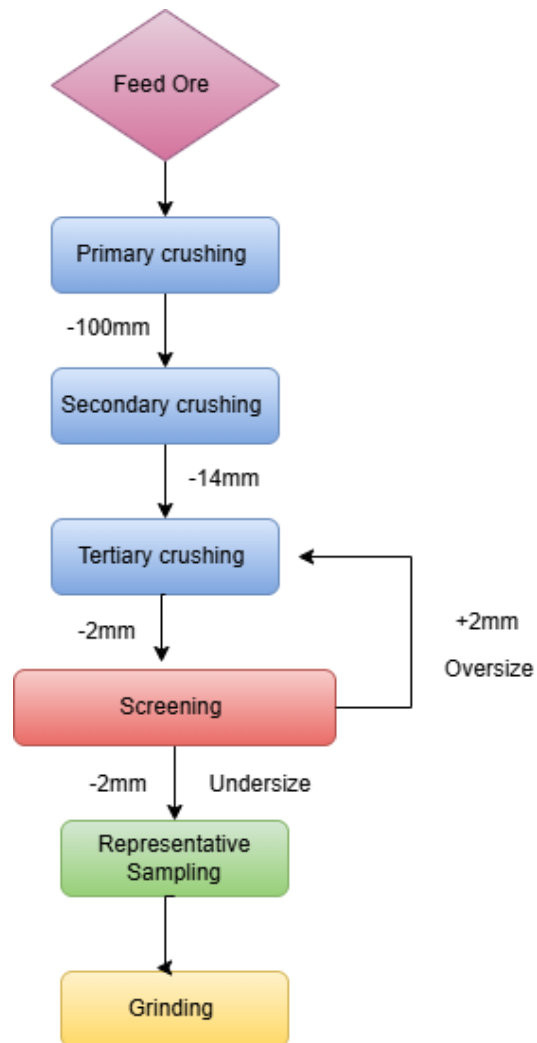 Feed Ore
Primary crushing
-100mm
Secondary crushing
-14mm
Tertiary crushing
-2mm
+2mm
Oversize
Screening
-2mm
Undersize
Representative
Sampling
Grinding